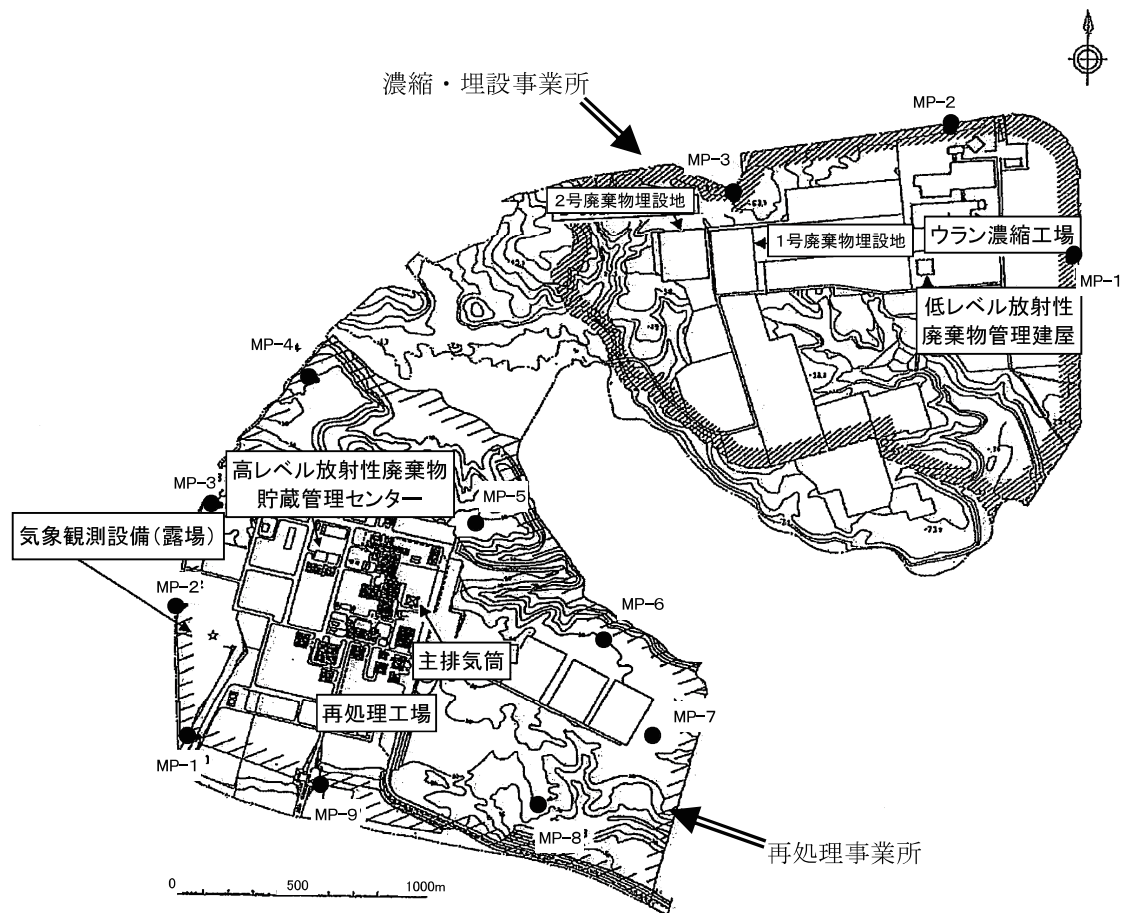 濃縮・埋設事業所
MP-2
MP-3
2号廃棄物埋設地
1号廃棄物埋設地
ウラン濃縮工場
MP-1
低レベル放射性
廃棄物管理建屋
MP-4
高レベル放射性廃棄物
貯蔵管理センター
MP-3
MP-5
気象観測設備(露場)
MP-2
MP-6
主排気筒
再処理工場
MP-7
MP-1
MP-9
MP-8
再処理事業所
0 500 1000m